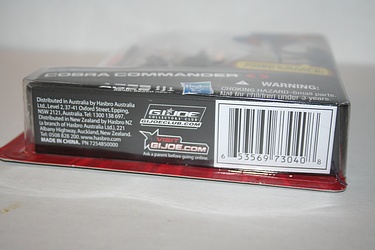 COBRA COMMANDER
WARNING:
CHOKING HAZARD-Small parts.
for children under 3 years.
Distributed in Australia by Hasbro Australia
Ltd., Level 2, 37-41 Oxford Street, Epping,
NSW 2121, Australia. Tel: 1300 138 697.
Distributed in New Zealand by Hasbro NZ
(a branch of Hasbro Australia Ltd.), 221
Albany Highway, Auckland, New Zealand.
Tel: 0508 828 200. www.hasbro.co.nz
MADE IN CHINA. PN 7254850000
G.I.JOE
COLLECTORS' CLUB
GIJOECLUB.COM
VISIT
GIJOE.COM
Ask a parent before going online.
6 53569 73040 8